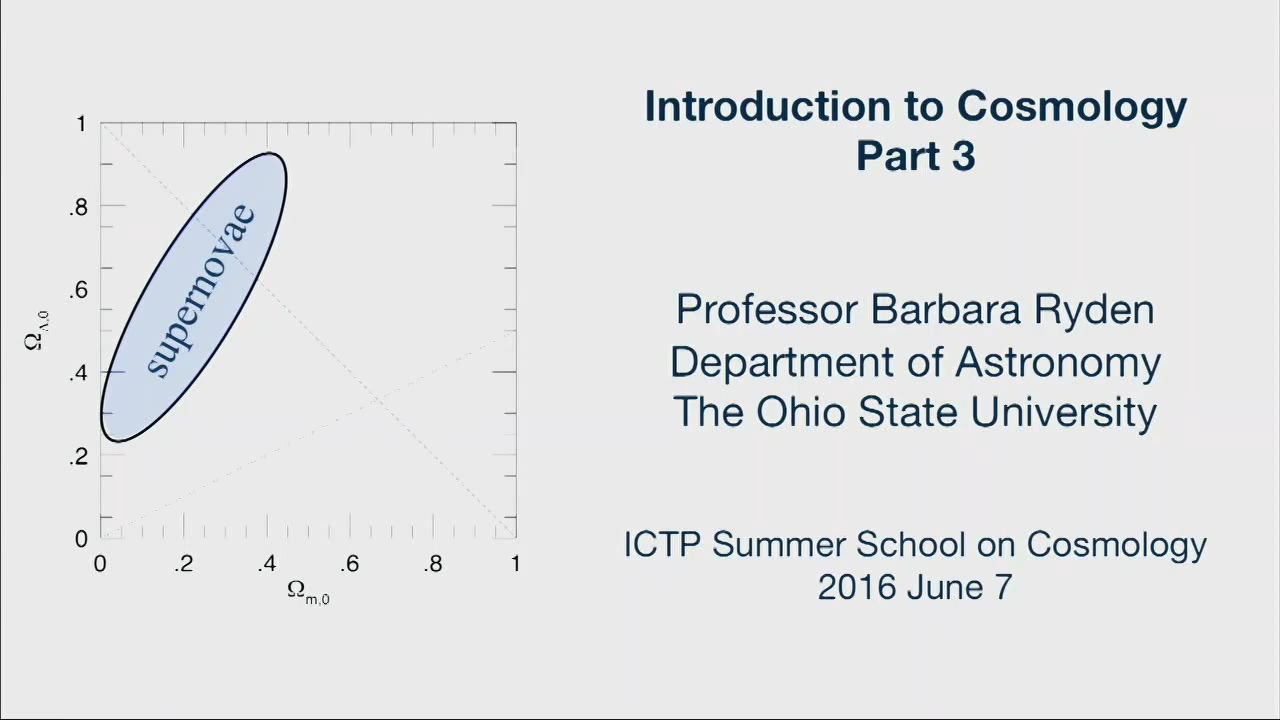 Introduction to Cosmology
Part 3
Professor Barbara Ryden
Department of Astronomy
The Ohio State University
ICTP Summer School on Cosmology
2016 June 7
1
.8
.6
.4
.2
0
Ω_Λ,0
supernovae
0 .2 .4 .6 .8 1
Ω_m,0